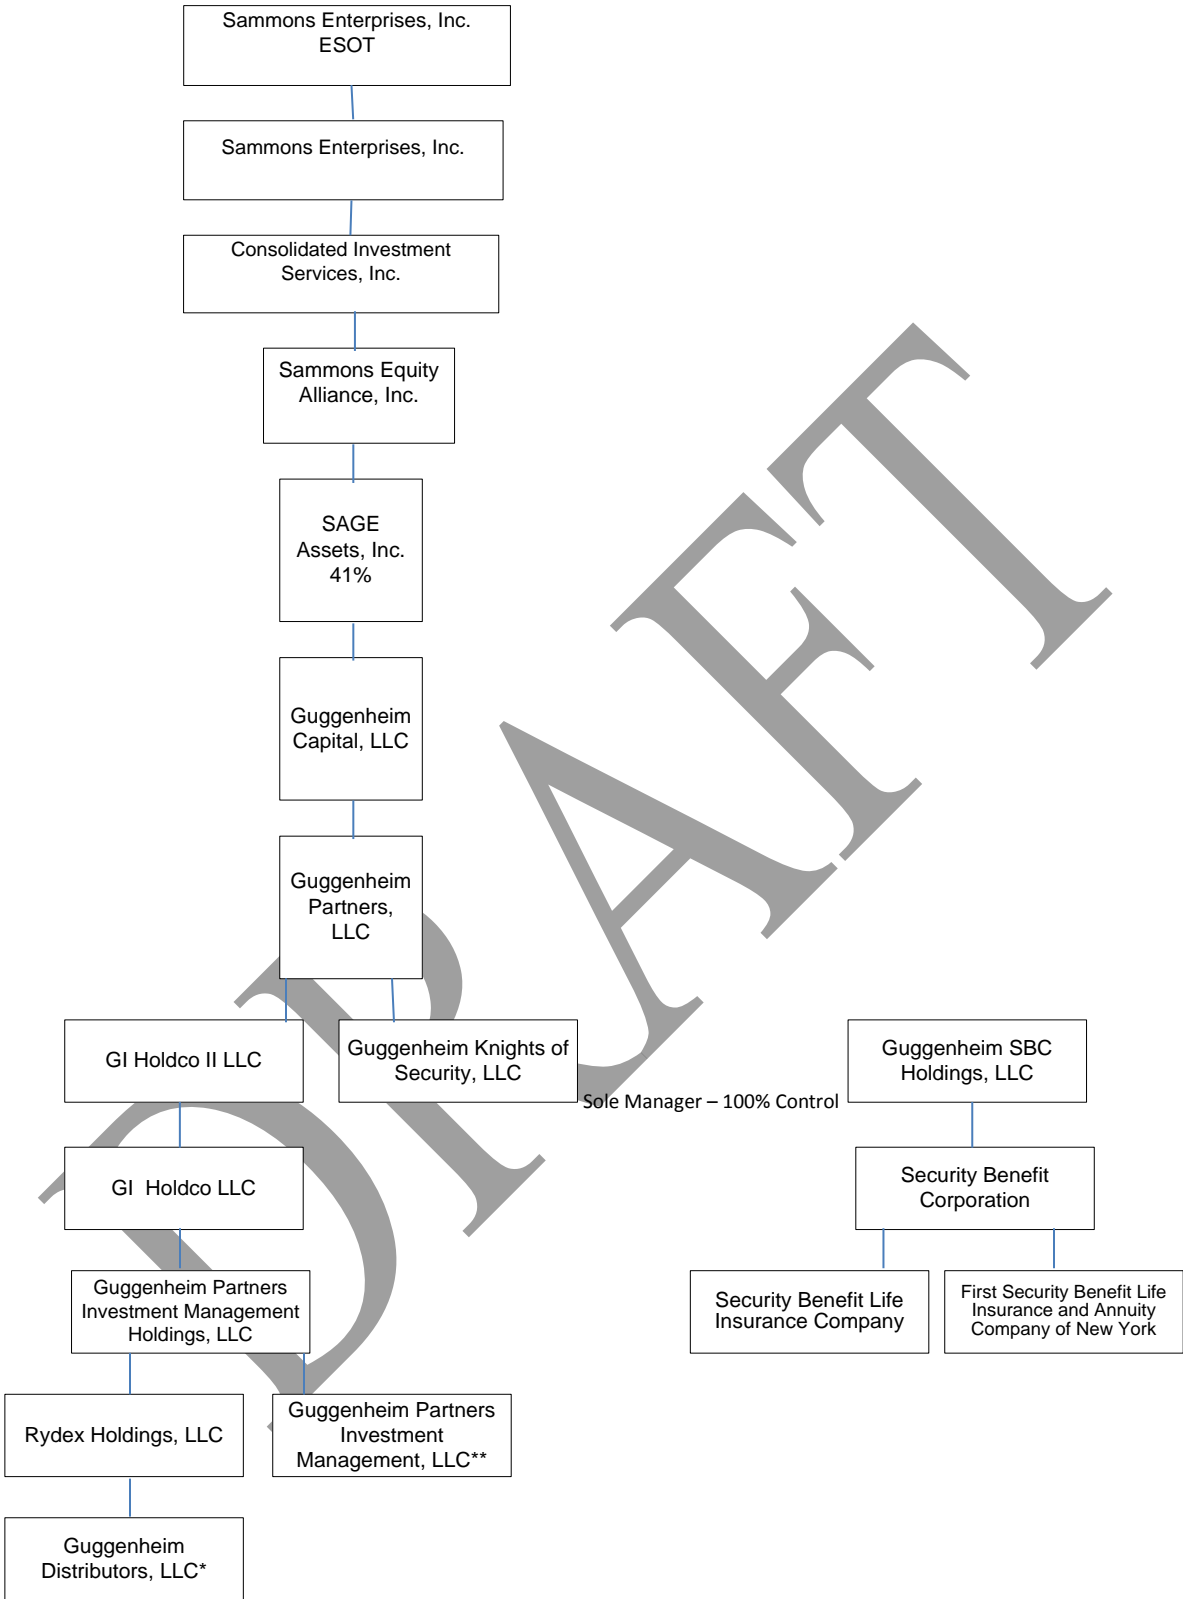 Sammons Enterprises, Inc.
ESOT
Sammons Enterprises, Inc.
Consolidated Investment
Services, Inc.
Sammons Equity
Alliance, Inc.
SAGE
Assets, Inc.
41%
Guggenheim
Capital, LLC
Guggenheim
Partners,
LLC
GI Holdco II LLC
Guggenheim Knights of
Security, LLC
Sole Manager – 100% Control
Guggenheim SBC
Holdings, LLC
GI  Holdco LLC
Security Benefit
Corporation
Guggenheim Partners
Investment Management
Holdings, LLC
Security Benefit Life
Insurance Company
First Security Benefit Life
Insurance and Annuity
Company of New York
Rydex Holdings, LLC
Guggenheim Partners
Investment
Management, LLC**
Guggenheim
Distributors, LLC*
DRAFT